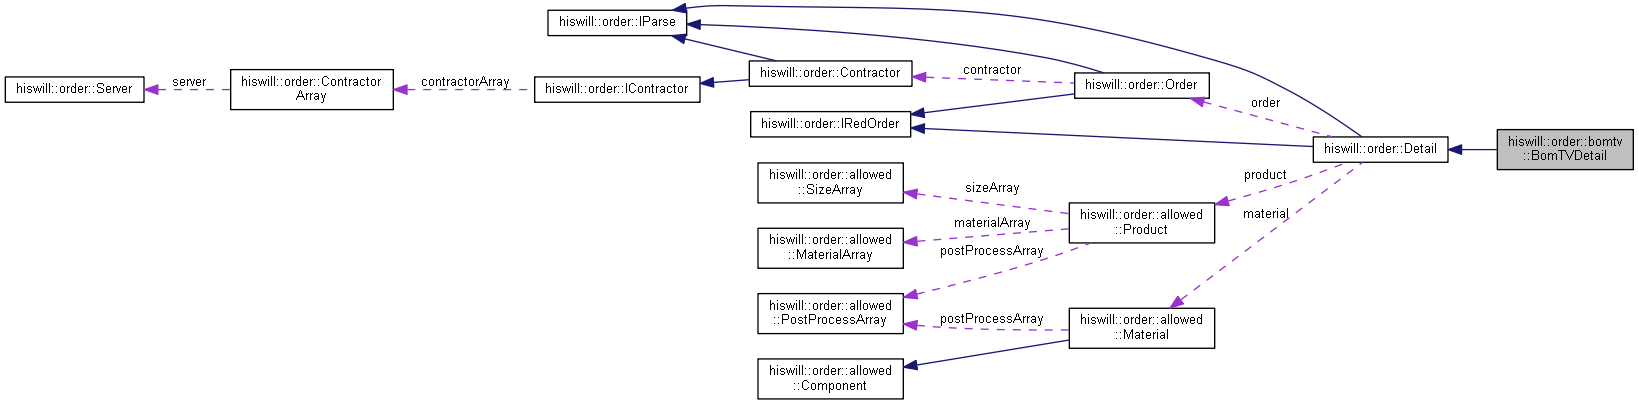 hiswill::order::IParse
hiswill::order::Server
server
hiswill::order::Contractor
Array
contractorArray
hiswill::order::IContractor
hiswill::order::Contractor
contractor
hiswill::order::Order
hiswill::order::IRedOrder
order
hiswill::order::Detail
hiswill::order::bomtv
::BomTVDetail
hiswill::order::allowed
::SizeArray
sizeArray
product
hiswill::order::allowed
::Product
material
hiswill::order::allowed
::MaterialArray
materialArray
postProcessArray
hiswill::order::allowed
::PostProcessArray
postProcessArray
hiswill::order::allowed
::Material
hiswill::order::allowed
::Component